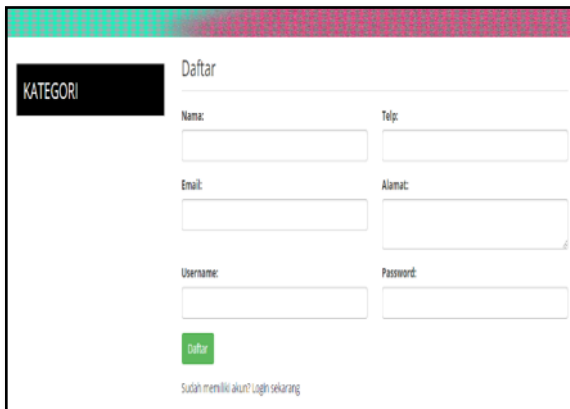 KATEGORI
Daftar
Nama: Telp:
Email: Alamat:
Username: Password:
Daftar
Sudah memiliki akun? Login sekarang